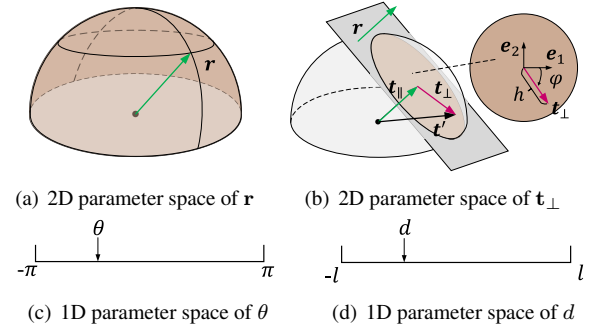 r
(a) 2D parameter space of r
r
t∥
t⊥
t′
e₂
e₁
φ
h
t⊥
(b) 2D parameter space of t⊥
θ
-π
π
(c) 1D parameter space of θ
d
-l
l
(d) 1D parameter space of d